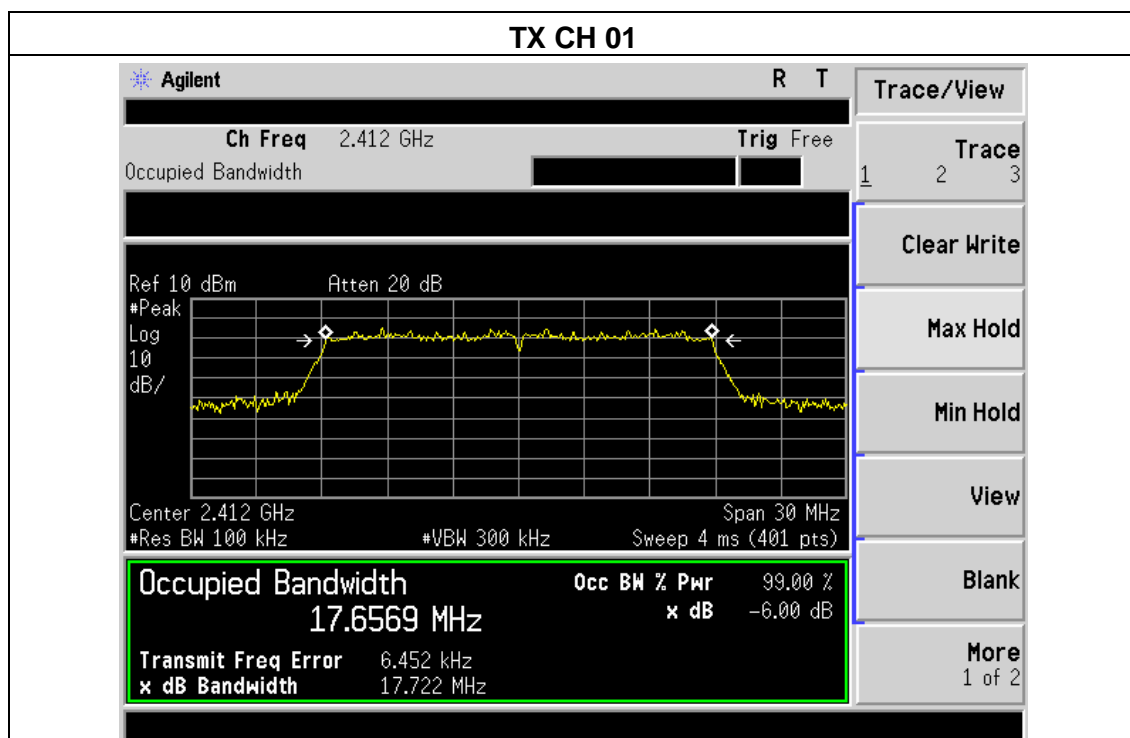 TX CH 01
Agilent R T
Ch Freq 2.412 GHz Trig Free
Occupied Bandwidth
Ref 10 dBm Atten 20 dB
#Peak
Log
10
dB/
Center 2.412 GHz Span 30 MHz
#Res BW 100 kHz #VBW 300 kHz Sweep 4 ms (401 pts)
Occupied Bandwidth Occ BW % Pwr 99.00 %
17.6569 MHz x dB -6.00 dB
Transmit Freq Error 6.452 kHz
x dB Bandwidth 17.722 MHz
Trace/View
Trace
1 2 3
Clear Write
Max Hold
Min Hold
View
Blank
More
1 of 2